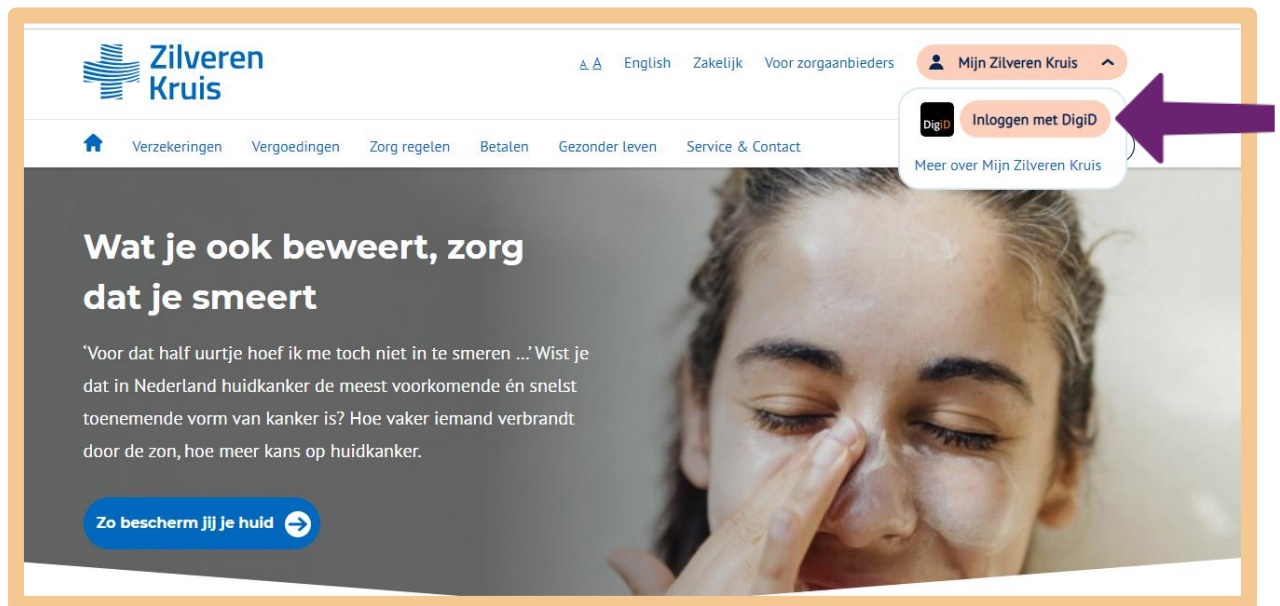 Zilveren
Kruis
A A English Zakelijk Voor zorgaanbieders Mijn Zilveren Kruis
DigiD Inloggen met DigiD
Verzekeringen Vergoedingen Zorg regelen Betalen Gezonder leven Service & Contact
Meer over Mijn Zilveren Kruis
Wat je ook beweert, zorg
dat je smeert
‘Voor dat half uurtje hoef ik me toch niet in te smeren ...’ Wist je
dat in Nederland huidkanker de meest voorkomende én snelst
toenemende vorm van kanker is? Hoe vaker iemand verbrandt
door de zon, hoe meer kans op huidkanker.
Zo bescherm jij je huid